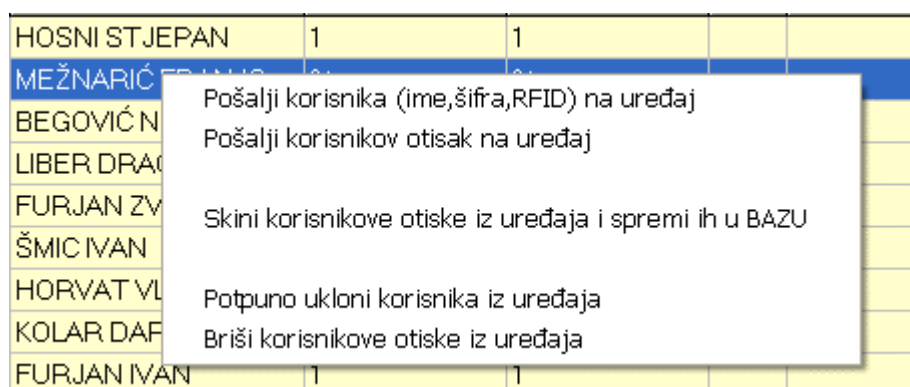 HOSNI STJEPAN 1 1
MEŽNARIĆ
Pošalji korisnika (ime,šifra,RFID) na uređaj
BEGOVIĆ N
Pošalji korisnikov otisak na uređaj
LIBER DRA
FURJAN ZV
Skini korisnikove otiske iz uređaja i spremi ih u BAZU
ŠMIC IVAN
HORVAT VL
Potpuno ukloni korisnika iz uređaja
KOLAR DAR
Briši korisnikove otiske iz uređaja
FURJAN IVAN 1 1